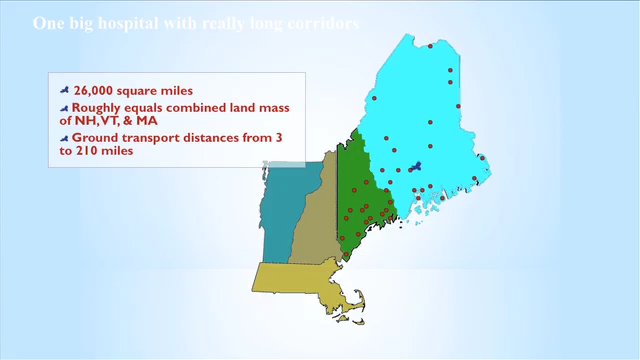 One big hospital with really long corridors
26,000 square miles
Roughly equals combined land mass
of NH, VT, & MA
Ground transport distances from 3
to 210 miles